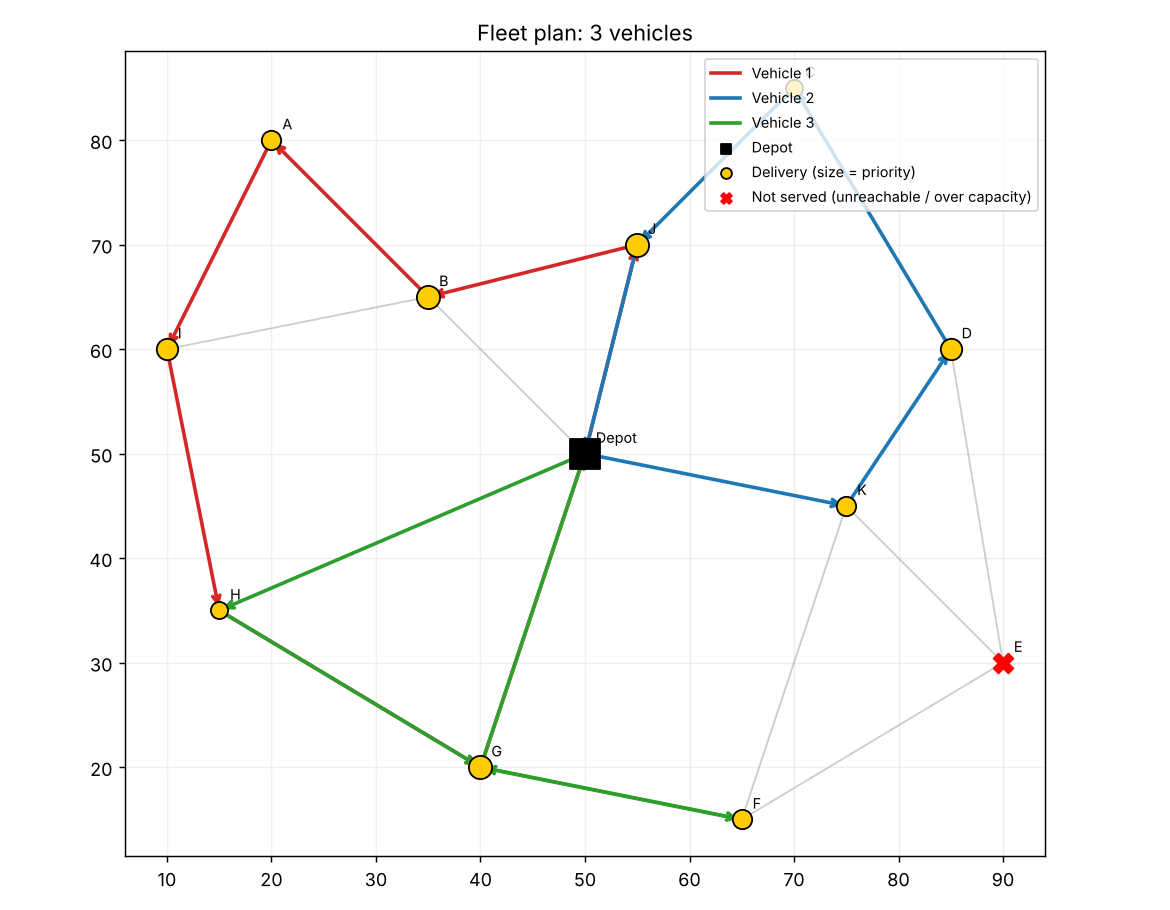 Fleet plan: 3 vehicles
Vehicle 1
Vehicle 2
Vehicle 3
Depot
Delivery (size = priority)
Not served (unreachable / over capacity)
C
A
J
B
I
D
Depot
K
H
E
G
F
80
70
60
50
40
30
20
10 20 30 40 50 60 70 80 90